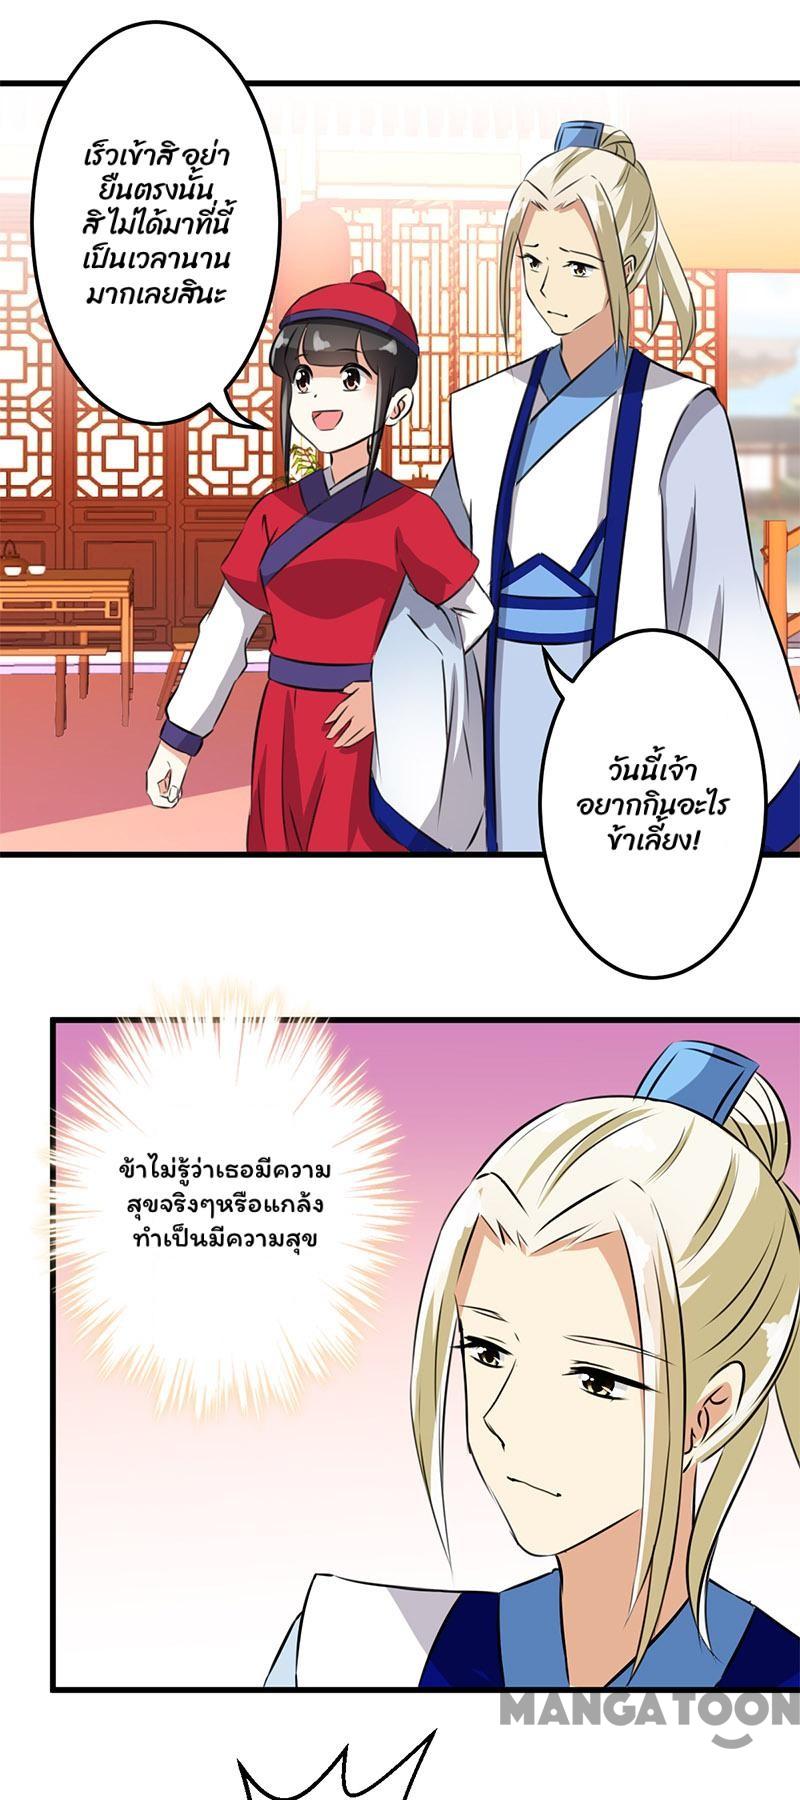 เร็วเข้าสิ อย่า
ยืนตรงนั้น
สิ ไม่ได้มาที่นี้
เป็นเวลานาน
มากเลยสินะ
วันนี้เจ้า
อยากกินอะไร
ข้าเลี้ยง!
ข้าไม่รู้ว่าเธอมีความ
สุขจริงๆหรือแกล้ง
ทำเป็นมีความสุข
MANGATOON